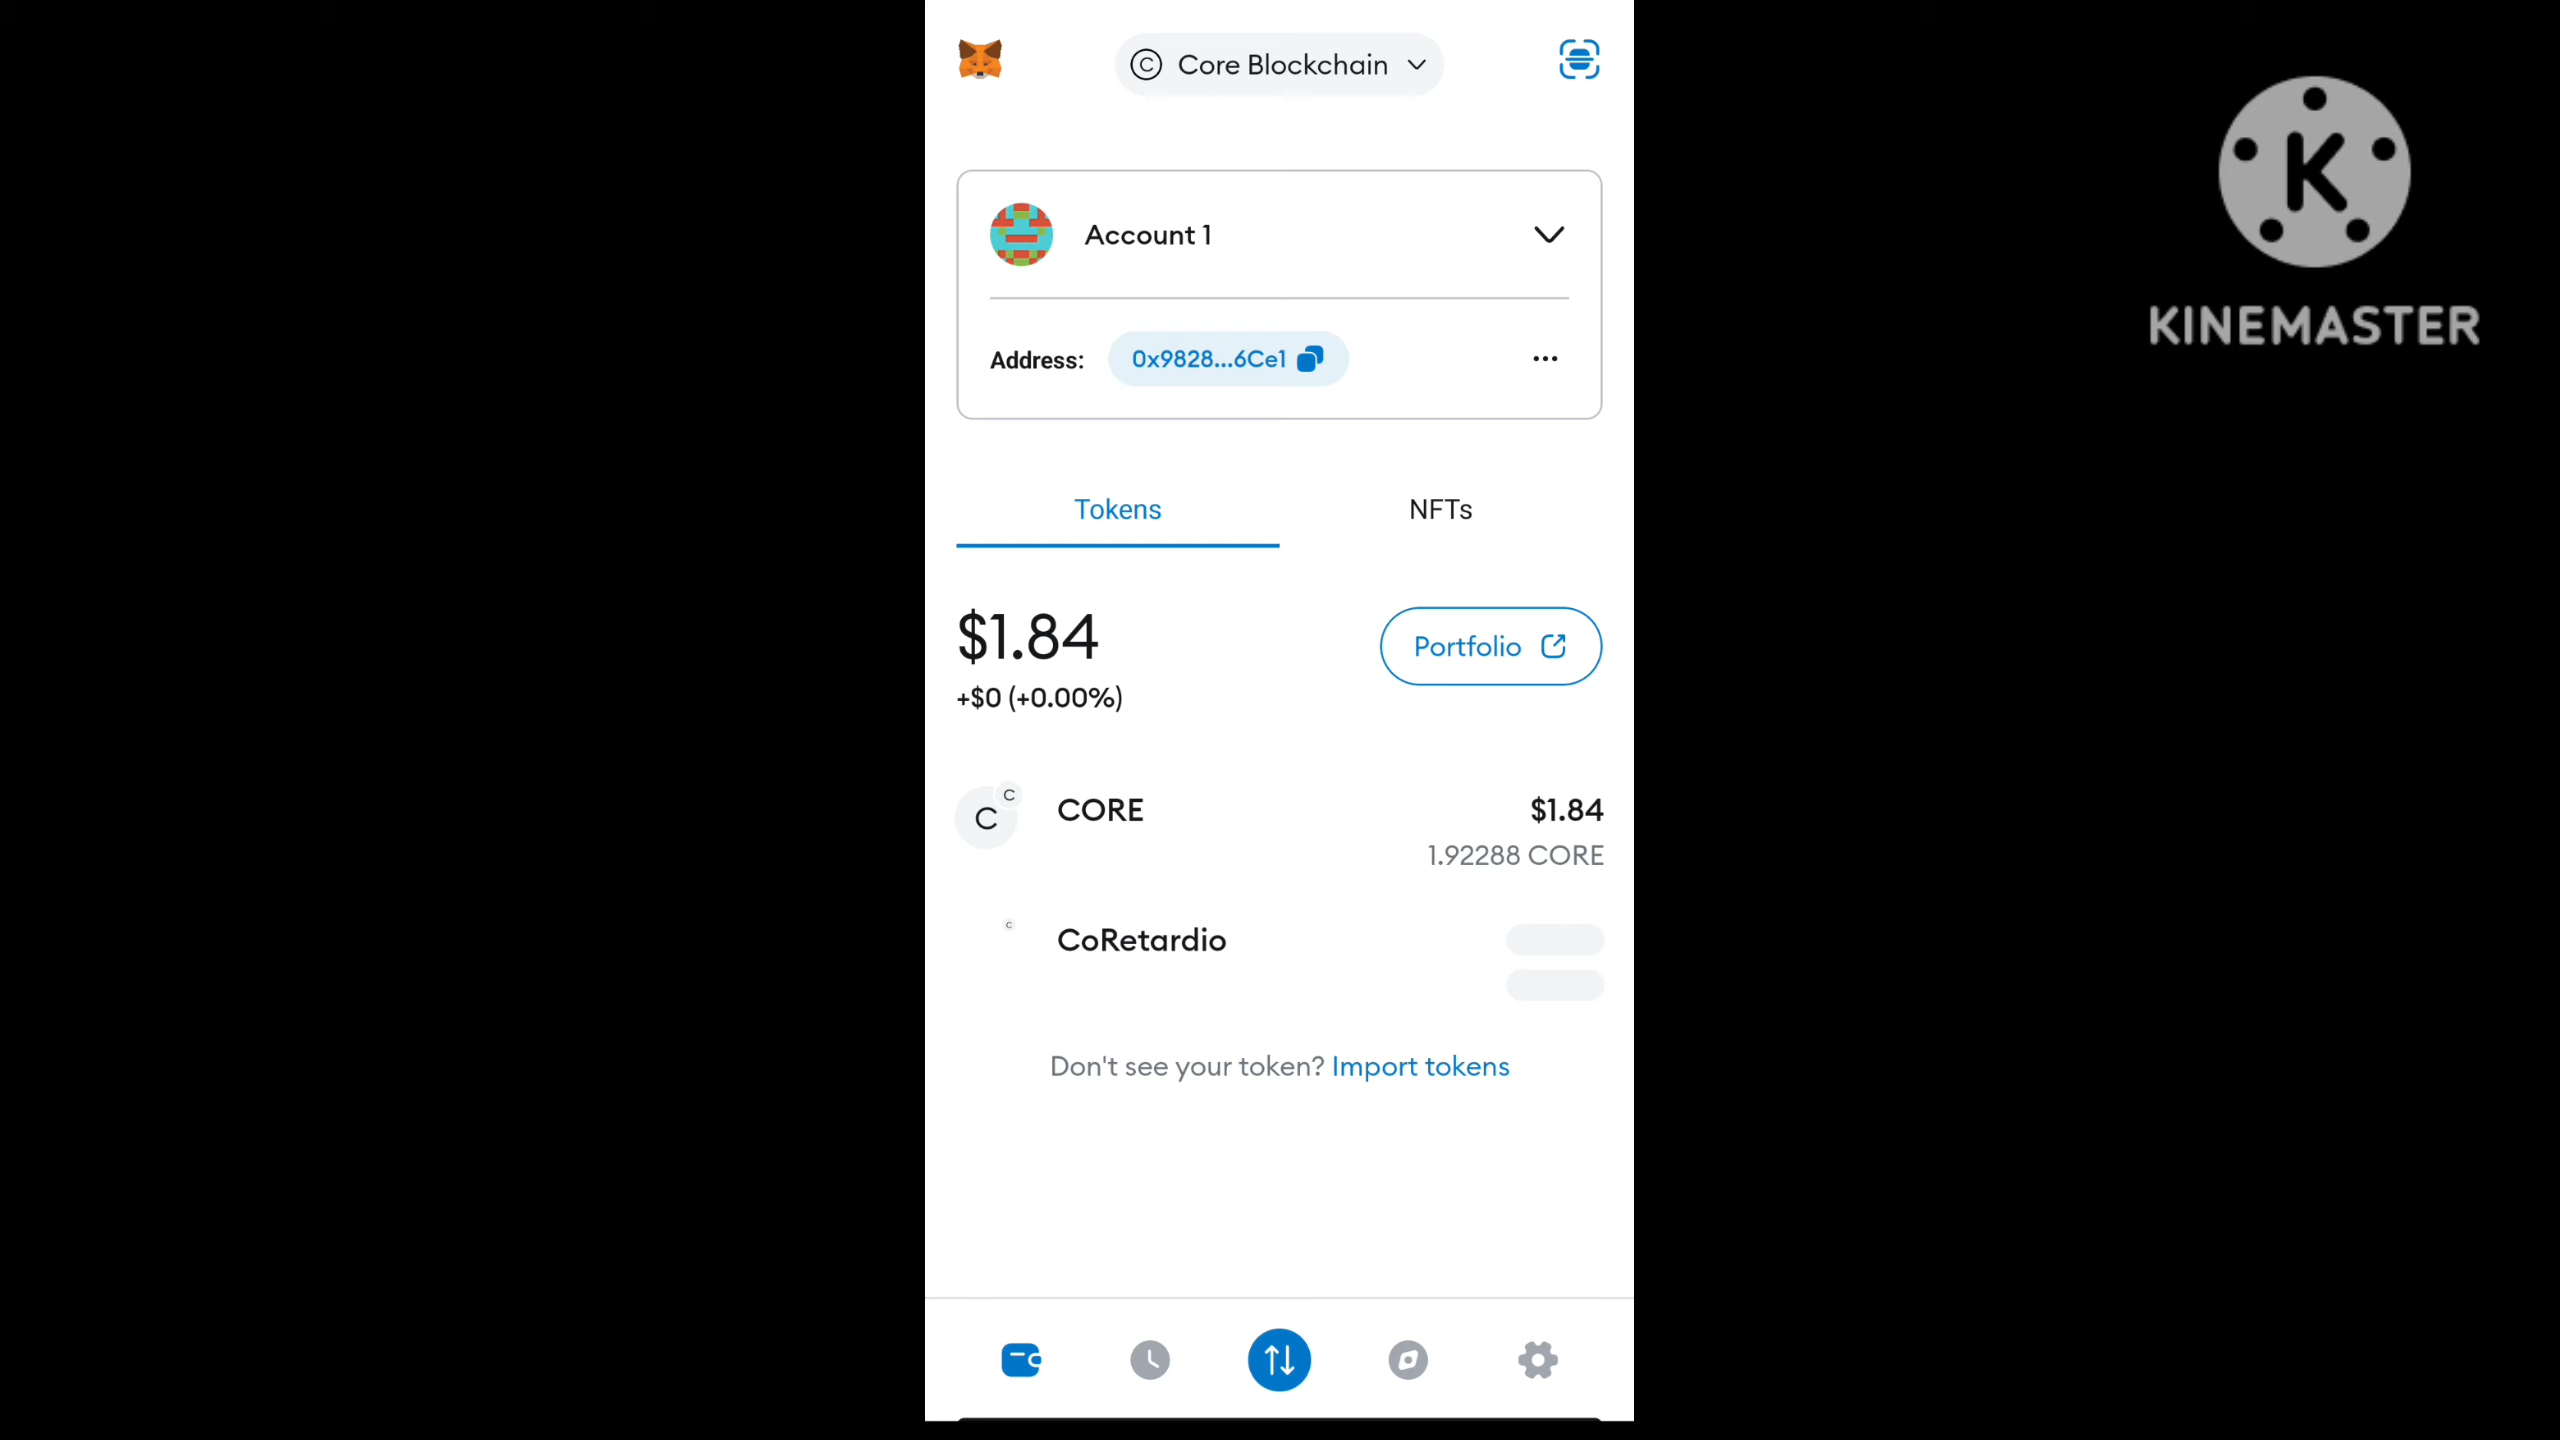 Core Blockchain
K
KINEMASTER
Account 1
Address: 0x9828...6Ce1
Tokens NFTs
$1.84
Portfolio
+$0 (+0.00%)
C C CORE $1.84
1.92288 CORE
C CoRetardio
Don't see your token? Import tokens